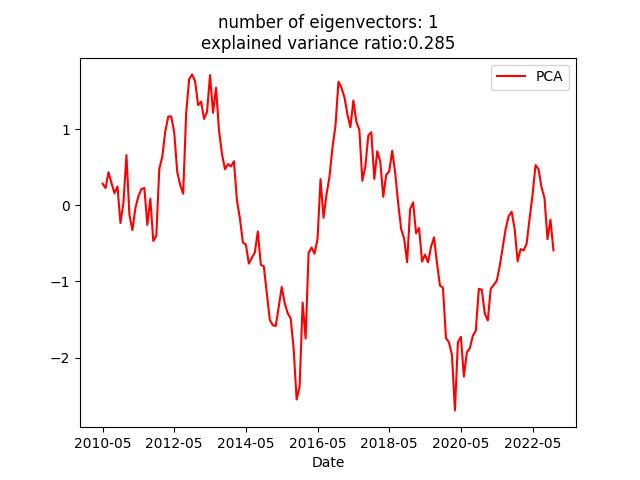 number of eigenvectors: 1
explained variance ratio:0.285
PCA
1
0
−1
−2
2010-05 2012-05 2014-05 2016-05 2018-05 2020-05 2022-05
Date